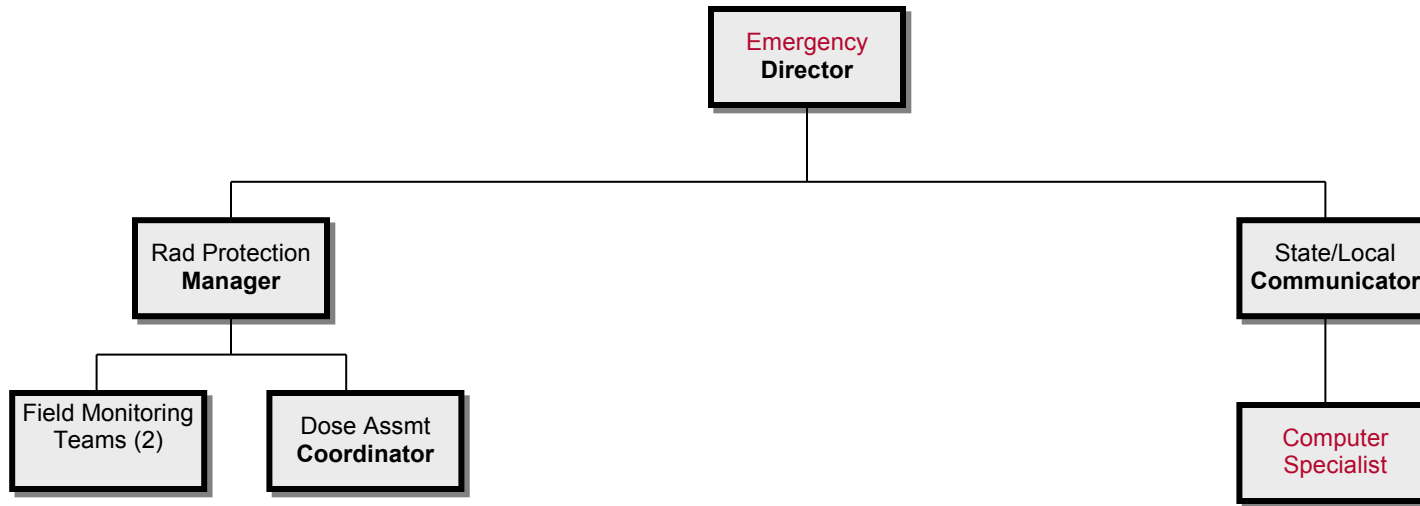 Emergency
Director
Rad Protection
Manager
State/Local
Communicator
Field Monitoring
Teams (2)
Dose Assmt
Coordinator
Computer
Specialist